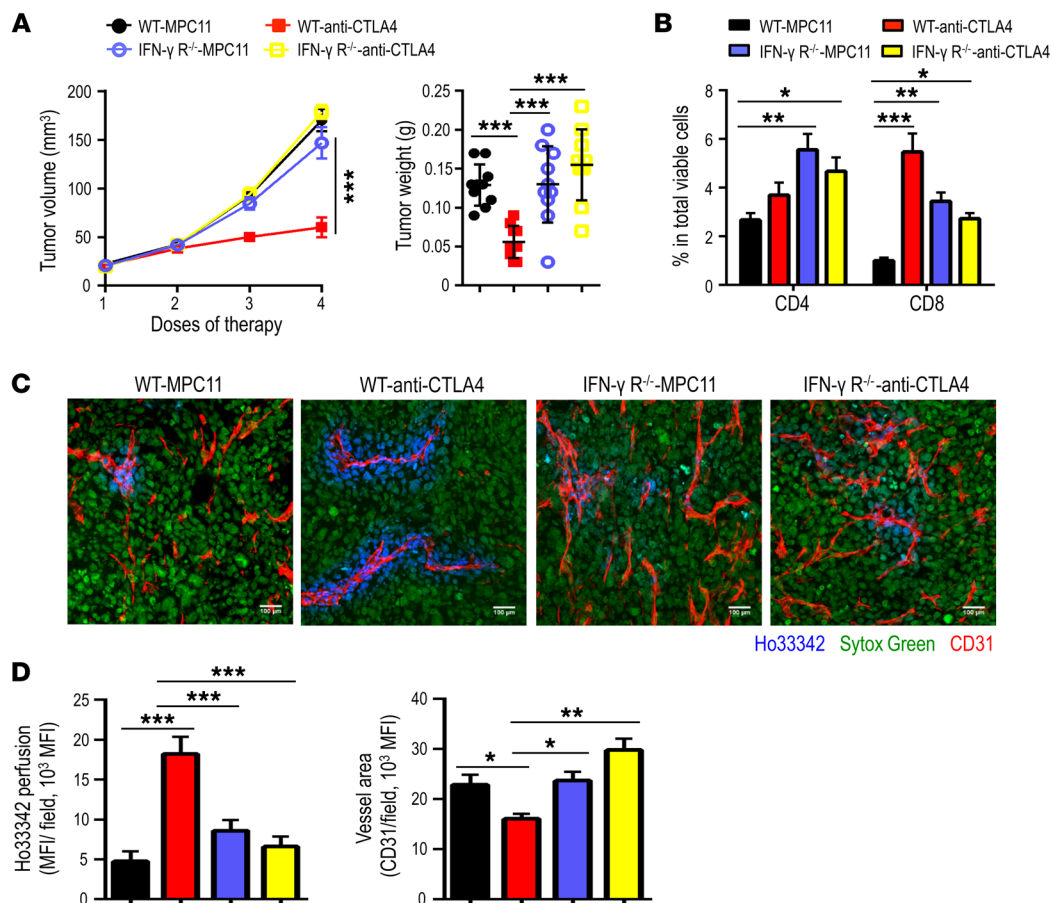 A
WT-MPC11 WT-anti-CTLA4
IFN-γ R-/--MPC11 IFN-γ R-/--anti-CTLA4
Tumor volume (mm3)
200
150
100
50
0
1 2 3 4
Doses of therapy
***
Tumor weight (g)
0.25
0.20
0.15
0.10
0.05
0
***
***
***
B
WT-MPC11 WT-anti-CTLA4
IFN-γ R-/--MPC11 IFN-γ R-/--anti-CTLA4
% in total viable cells
8
6
4
2
0
*
**
*
**
***
CD4 CD8
C
WT-MPC11 WT-anti-CTLA4 IFN-γ R-/--MPC11 IFN-γ R-/--anti-CTLA4
100 μm 100 μm 100 μm 100 μm
Ho33342 Sytox Green CD31
D
Ho33342 perfusion
(MFI/ field, 103 MFI)
25
20
15
10
5
0
***
***
***
Vessel area
(CD31/field, 103 MFI)
40
30
20
10
0
**
*
*